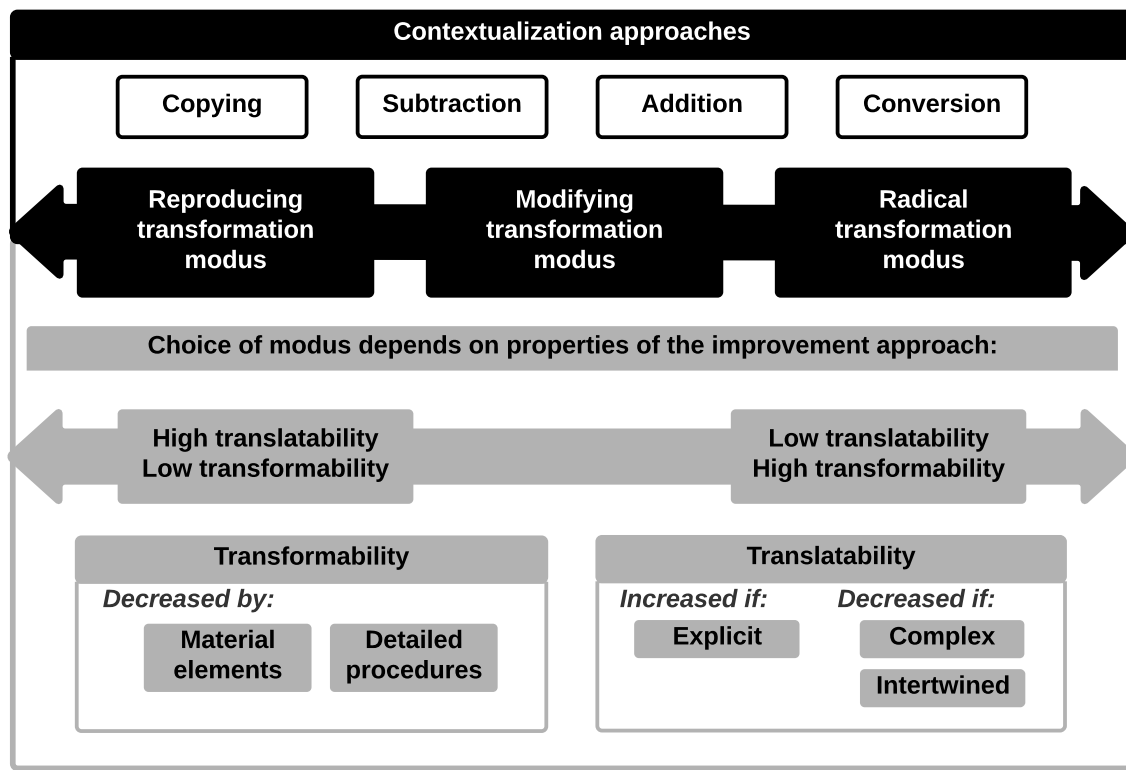 Contextualization approaches
Copying
Subtraction
Addition
Conversion
Reproducing
transformation
modus
Modifying
transformation
modus
Radical
transformation
modus
Choice of modus depends on properties of the improvement approach:
High translatability
Low transformability
Low translatability
High transformability
Transformability
Decreased by:
Material
elements
Detailed
procedures
Translatability
Increased if:
Explicit
Decreased if:
Complex
Intertwined